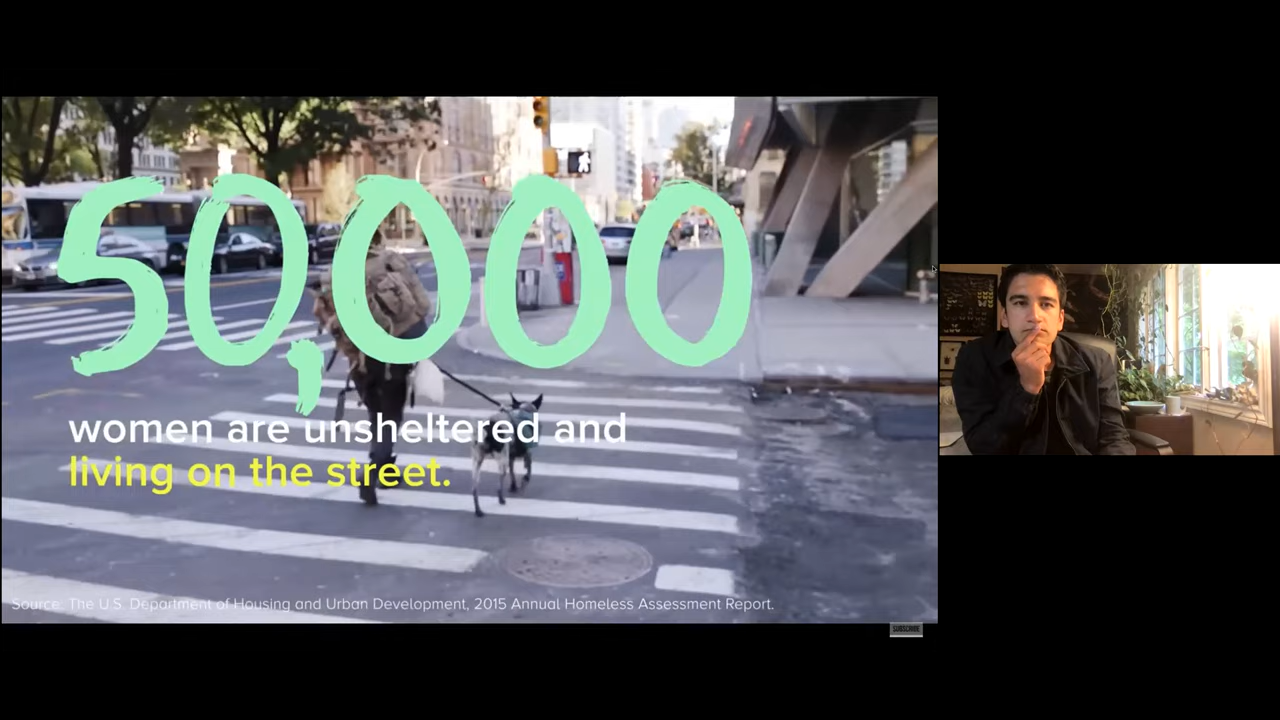 50,000
women are unsheltered and
living on the street.
Source: The U.S. Department of Housing and Urban Development, 2015 Annual Homeless Assessment Report.
SUBSCRIBE